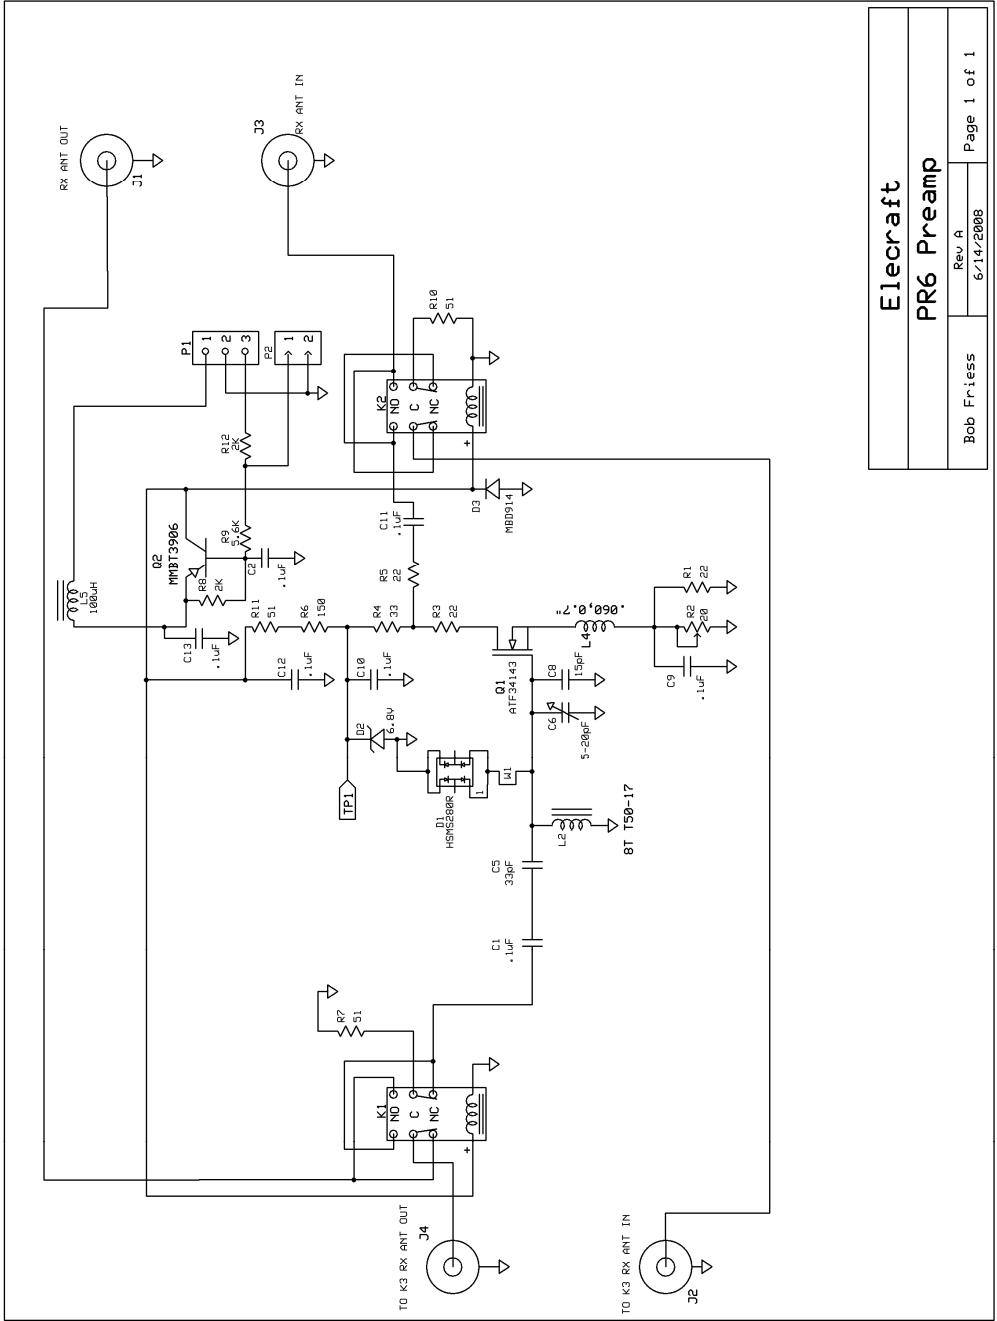 RX ANT OUT
J1
J3
RX ANT IN
Elecraft
PR6 Preamp
Bob Friess
Rev A
6/14/2008
Page 1 of 1
P1
1
2
3
P2
1
2
R10
51
K2
NO
C
NC
+
R12
2K
L5
100uH
Q2
MMBT3906
R9
5.6K
R8
2K
C2
.1uF
C13
.1uF
R11
51
R6
150
R4
33
R3
22
R5
22
C11
.1uF
D3
MBD914
C12
.1uF
C10
.1uF
D2
6.8V
TP1
D1
HSMS280R
1
W1
Q1
ATF34143
C8
15pF
C6
5-20pF
L4
.060,0.7"
R1
22
R2
20
C9
.1uF
L2
8T T50-17
C5
33pF
C1
.1uF
R7
51
K1
NO
C
NC
+
TO K3 RX ANT OUT
J4
TO K3 RX ANT IN
J2